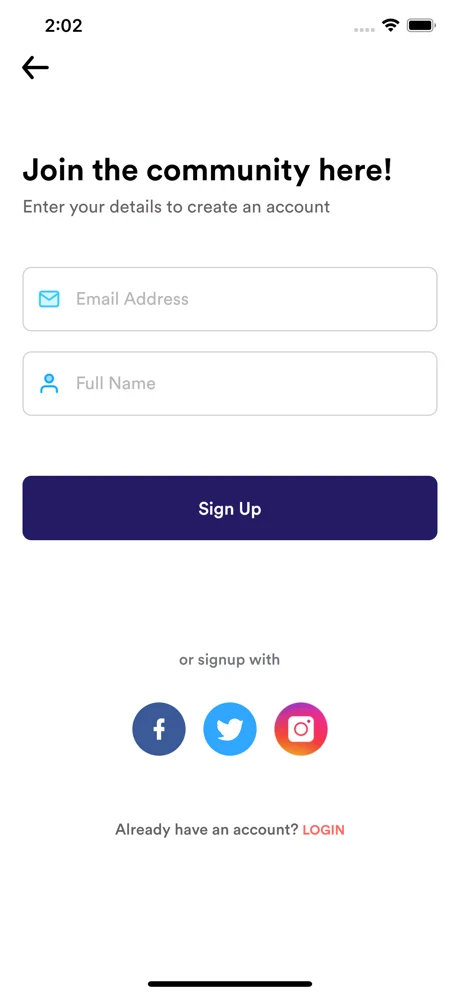 2:02
Join the community here!
Enter your details to create an account
Email Address
Full Name
Sign Up
or signup with
Already have an account? LOGIN